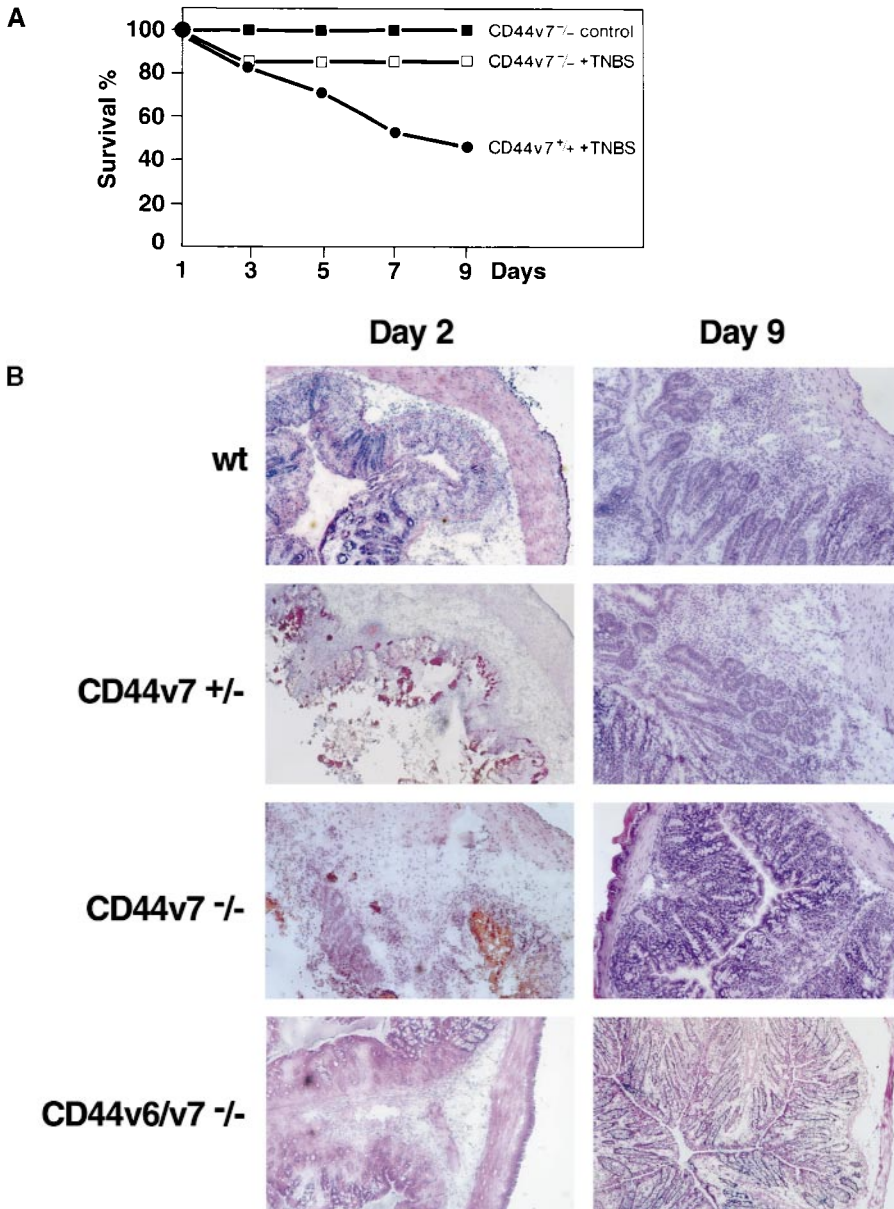 A
100
80
60
40
20
0
Survival %
1 3 5 7 9 Days
CD44v7 -/- control
CD44v7 -/- +TNBS
CD44v7 +/+ +TNBS
B
Day 2 Day 9
wt
CD44v7 +/-
CD44v7 -/-
CD44v6/v7 -/-